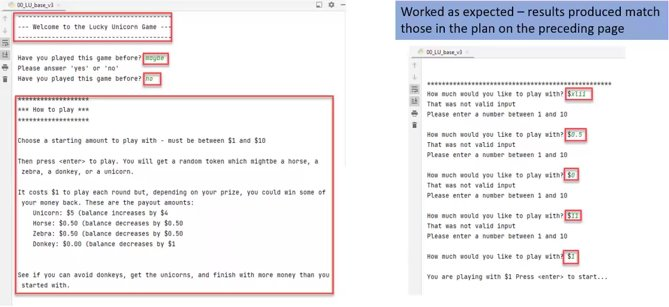 00_LU_base_v3
-----------------------------------------
--- Welcome to the Lucky Unicorn Game ---
-----------------------------------------
Have you played this game before? maybe
Please answer 'yes' or 'no'
Have you played this game before? no
*******************
*** How to play ***
*******************
Choose a starting amount to play with - must be between $1 and $10
Then press <enter> to play. You will get a random token which mightbe a horse, a
zebra, a donkey, or a unicorn.
It costs $1 to play each round but, depending on your prize, you could win some of
your money back. These are the payout amounts:
Unicorn: $5 (balance increases by $4
Horse: $0.50 (balance decreases by $0.50
Zebra: $0.50 (balance decreases by $0.50
Donkey: $0.00 (balance decreases by $1
See if you can avoid donkeys, get the unicorns, and finish with more money than you
started with.
Worked as expected – results produced match
those in the plan on the preceding page
00_LU_base_v3
**************************************************
How much would you like to play with? $xlii
That was not valid input
Please enter a number between 1 and 10
How much would you like to play with? $0.5
That was not valid input
Please enter a number between 1 and 10
How much would you like to play with? $0
That was not valid input
Please enter a number between 1 and 10
How much would you like to play with? $11
That was not valid input
Please enter a number between 1 and 10
How much would you like to play with? $1
You are playing with $1 Press <enter> to start...